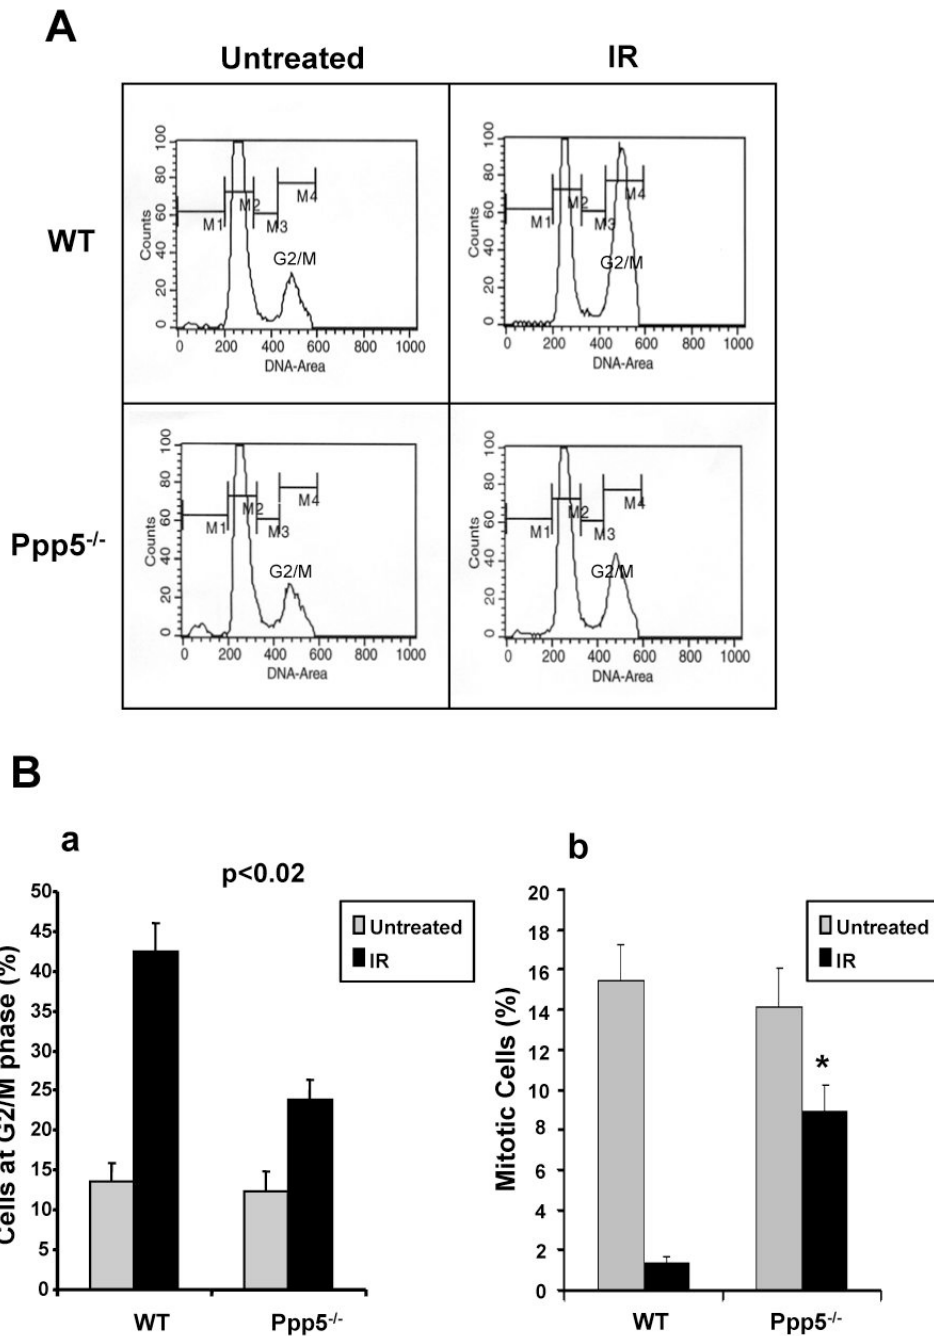 A
Untreated
IR
WT
100
80
60
40
20
0
Counts
M1
M2
M3
M4
G2/M
0 200 400 600 800 1000
DNA-Area
100
80
60
40
20
0
Counts
M1
M2
M3
M4
G2/M
0 200 400 600 800 1000
DNA-Area
Ppp5-/-
100
80
60
40
20
0
Counts
M1
M2
M3
M4
G2/M
0 200 400 600 800 1000
DNA-Area
100
80
60
40
20
0
Counts
M1
M2
M3
M4
G2/M
0 200 400 600 800 1000
DNA-Area
B
a
p<0.02
Untreated
IR
50
45
40
35
30
25
20
15
10
5
0
Cells at G2/M phase (%)
WT
Ppp5-/-
b
Untreated
IR
20
18
16
14
12
10
8
6
4
2
0
Mitotic Cells (%)
*
WT
Ppp5-/-